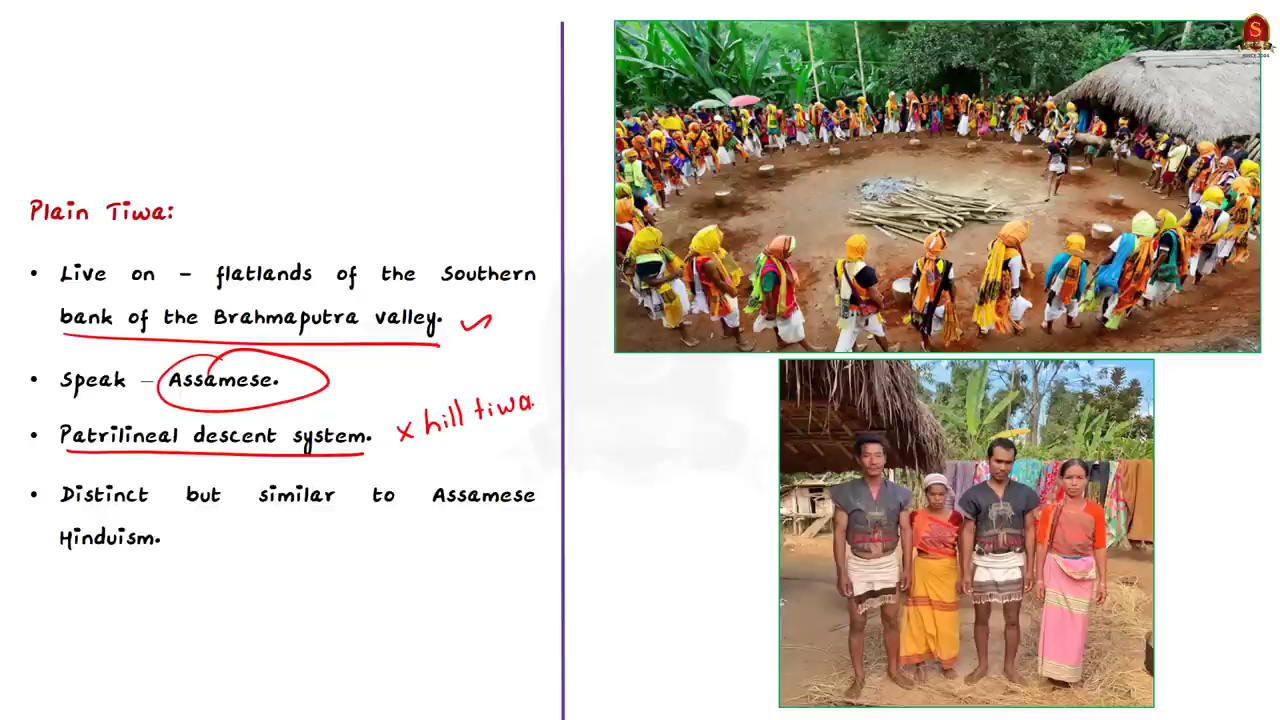 Plain Tiwa:
• Live on – flatlands of the Southern
bank of the Brahmaputra valley.
• Speak – Assamese.
• Patrilineal descent system. x hill tiwa
• Distinct but similar to Assamese
Hinduism.
S